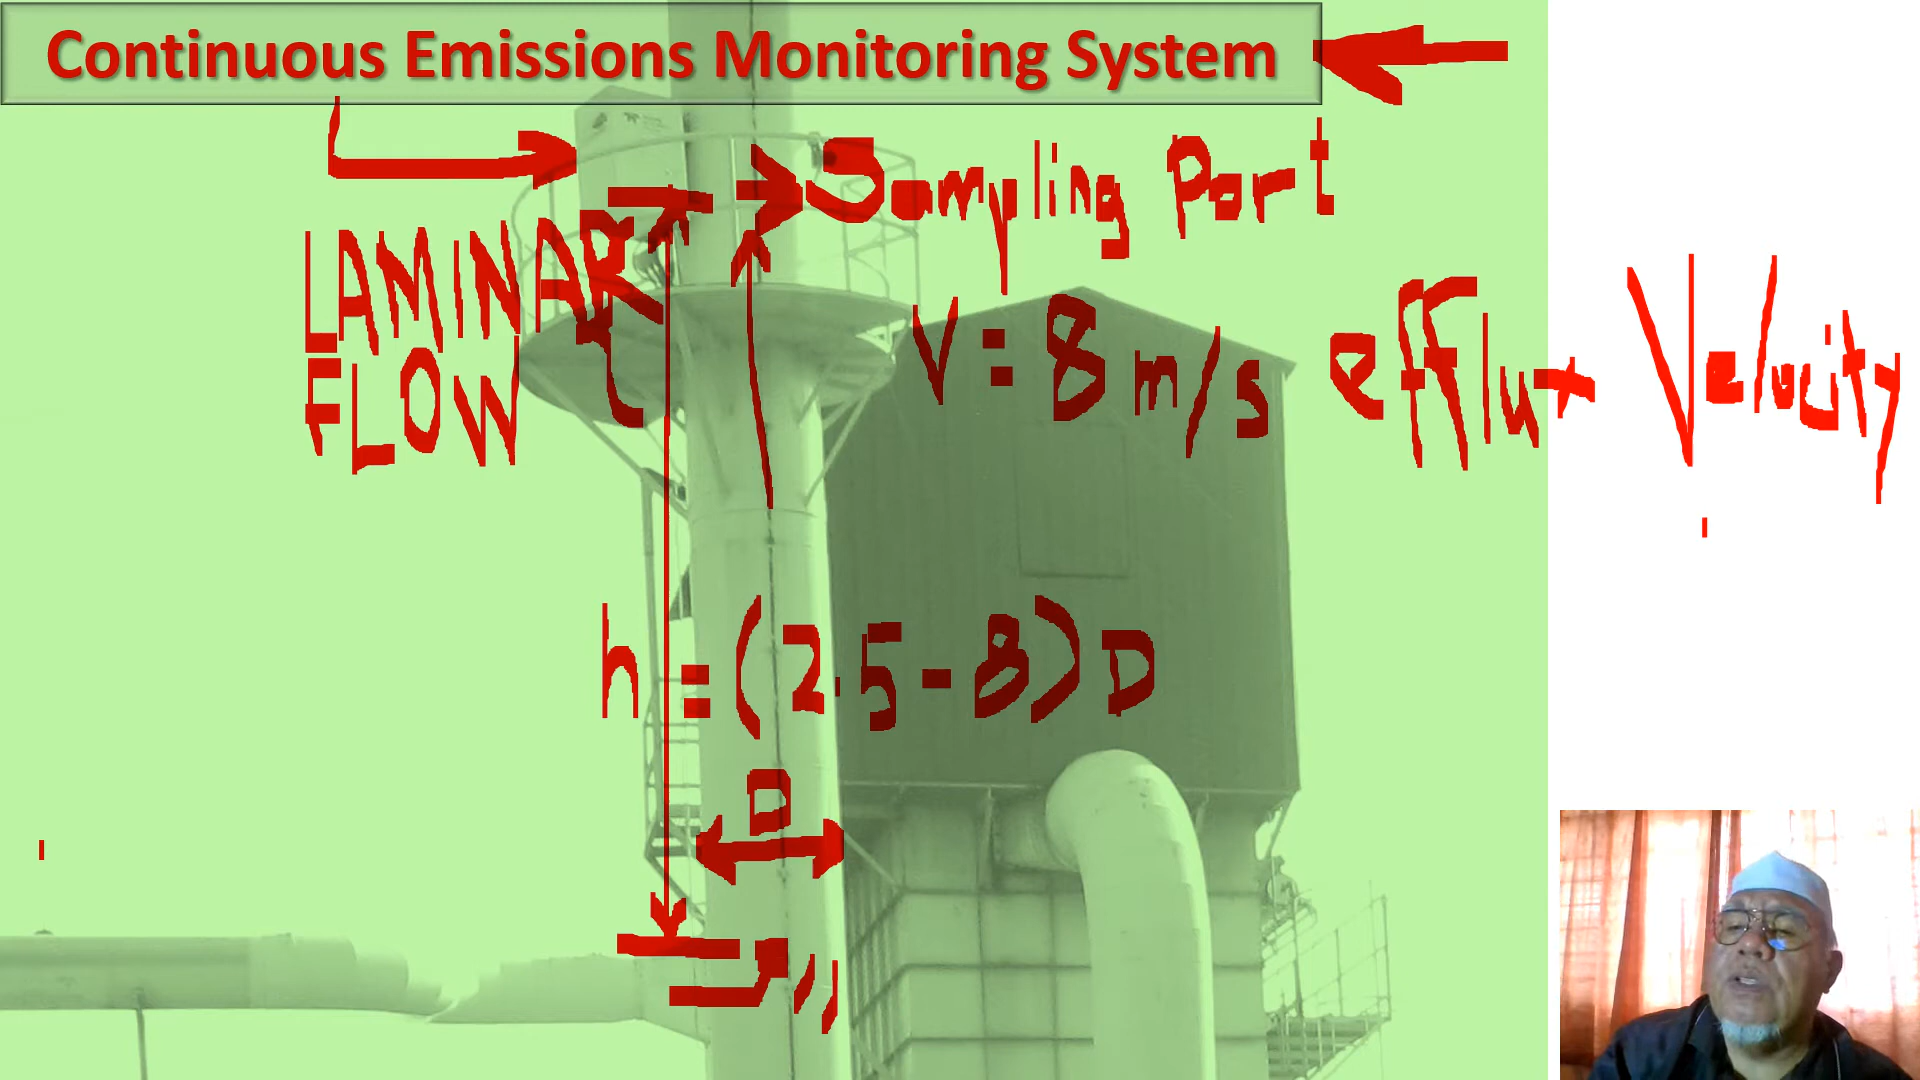 Continuous Emissions Monitoring System
Sampling Port
LAMINAR
FLOW
V = 8 m/s efflux Velocity
h = (2.5 - 8) D
D